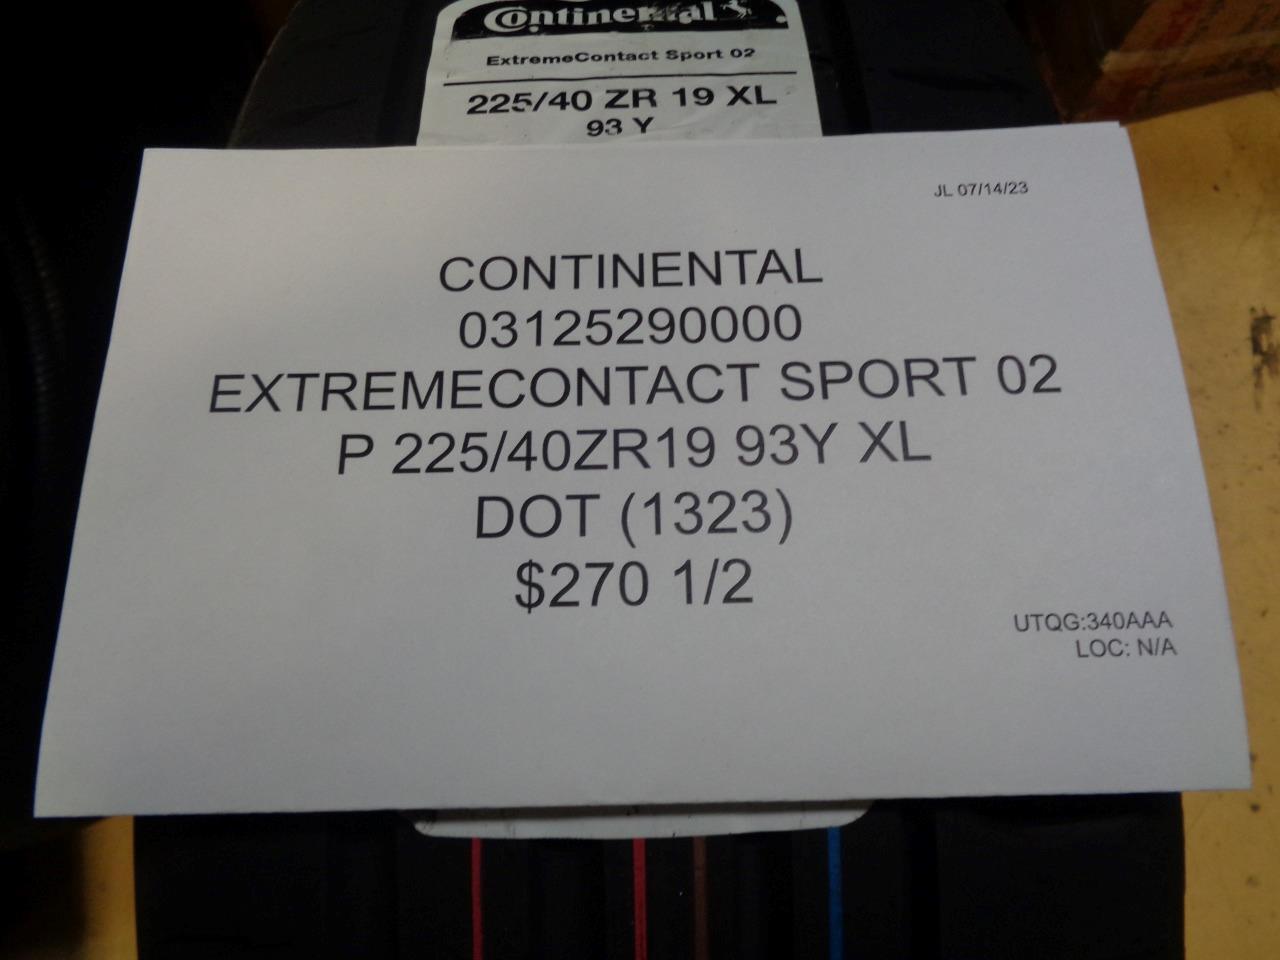 Continental
ExtremeContact Sport 02
225/40 ZR 19 XL
93 Y
JL 07/14/23
CONTINENTAL
03125290000
EXTREMECONTACT SPORT 02
P 225/40ZR19 93Y XL
DOT (1323)
$270 1/2
UTQG:340AAA
LOC: N/A